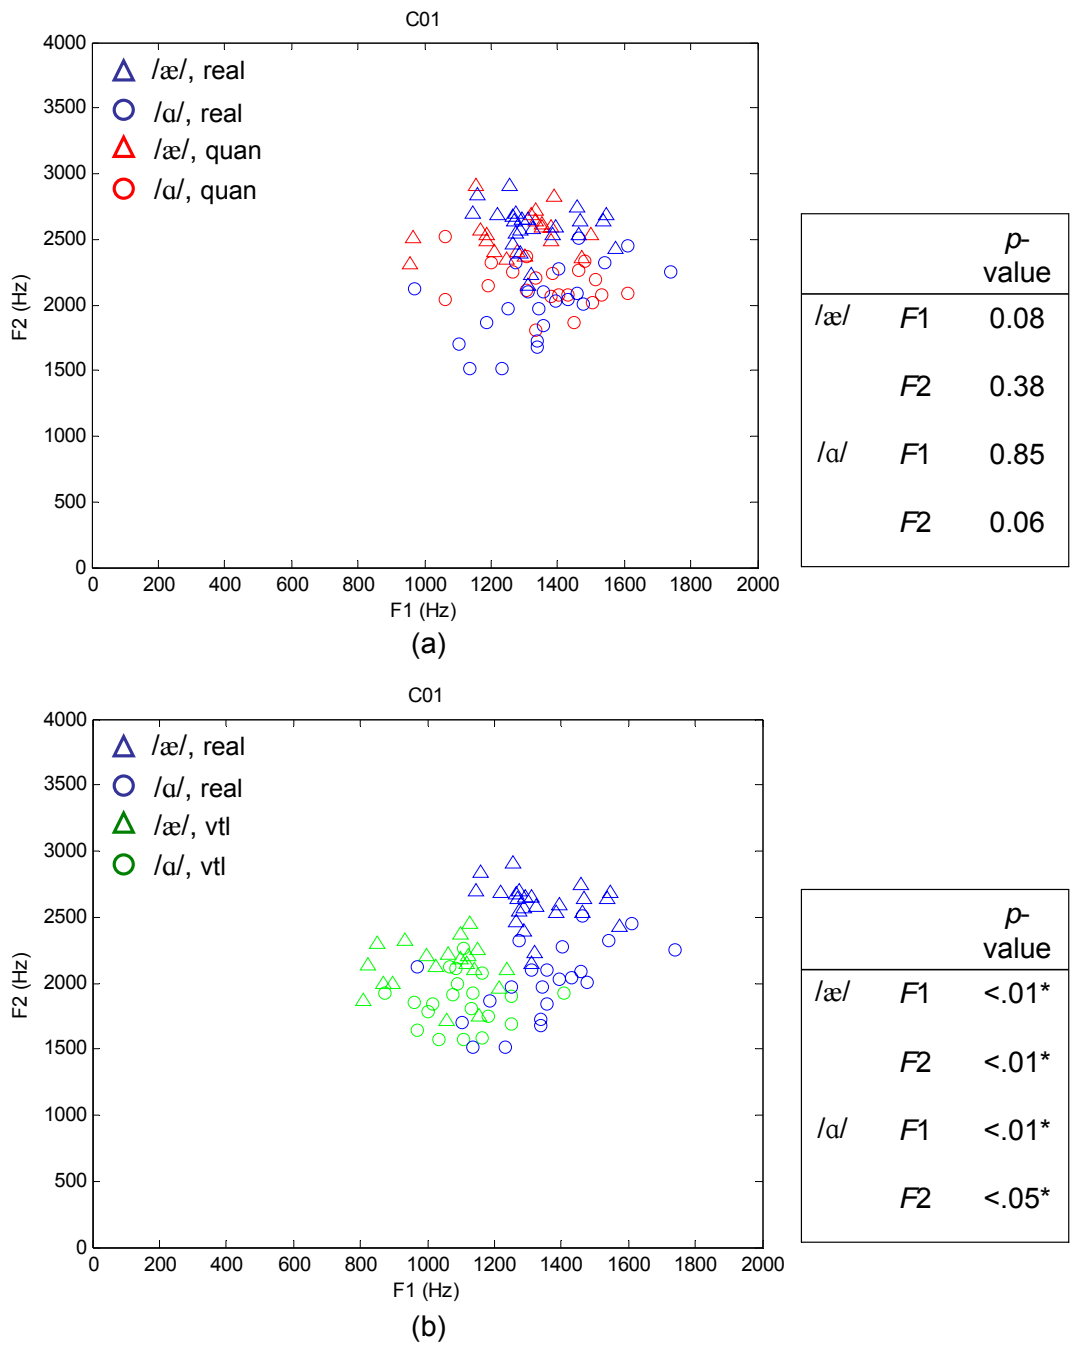 C01
4000
3500
3000
2500
2000
1500
1000
500
0
F2 (Hz)
/æ/, real
/ɑ/, real
/æ/, quan
/ɑ/, quan
0 200 400 600 800 1000 1200 1400 1600 1800 2000
F1 (Hz)
(a)
p-
value
/æ/ F1 0.08
F2 0.38
/ɑ/ F1 0.85
F2 0.06
C01
4000
3500
3000
2500
2000
1500
1000
500
0
F2 (Hz)
/æ/, real
/ɑ/, real
/æ/, vtl
/ɑ/, vtl
0 200 400 600 800 1000 1200 1400 1600 1800 2000
F1 (Hz)
(b)
p-
value
/æ/ F1 <.01*
F2 <.01*
/ɑ/ F1 <.01*
F2 <.05*